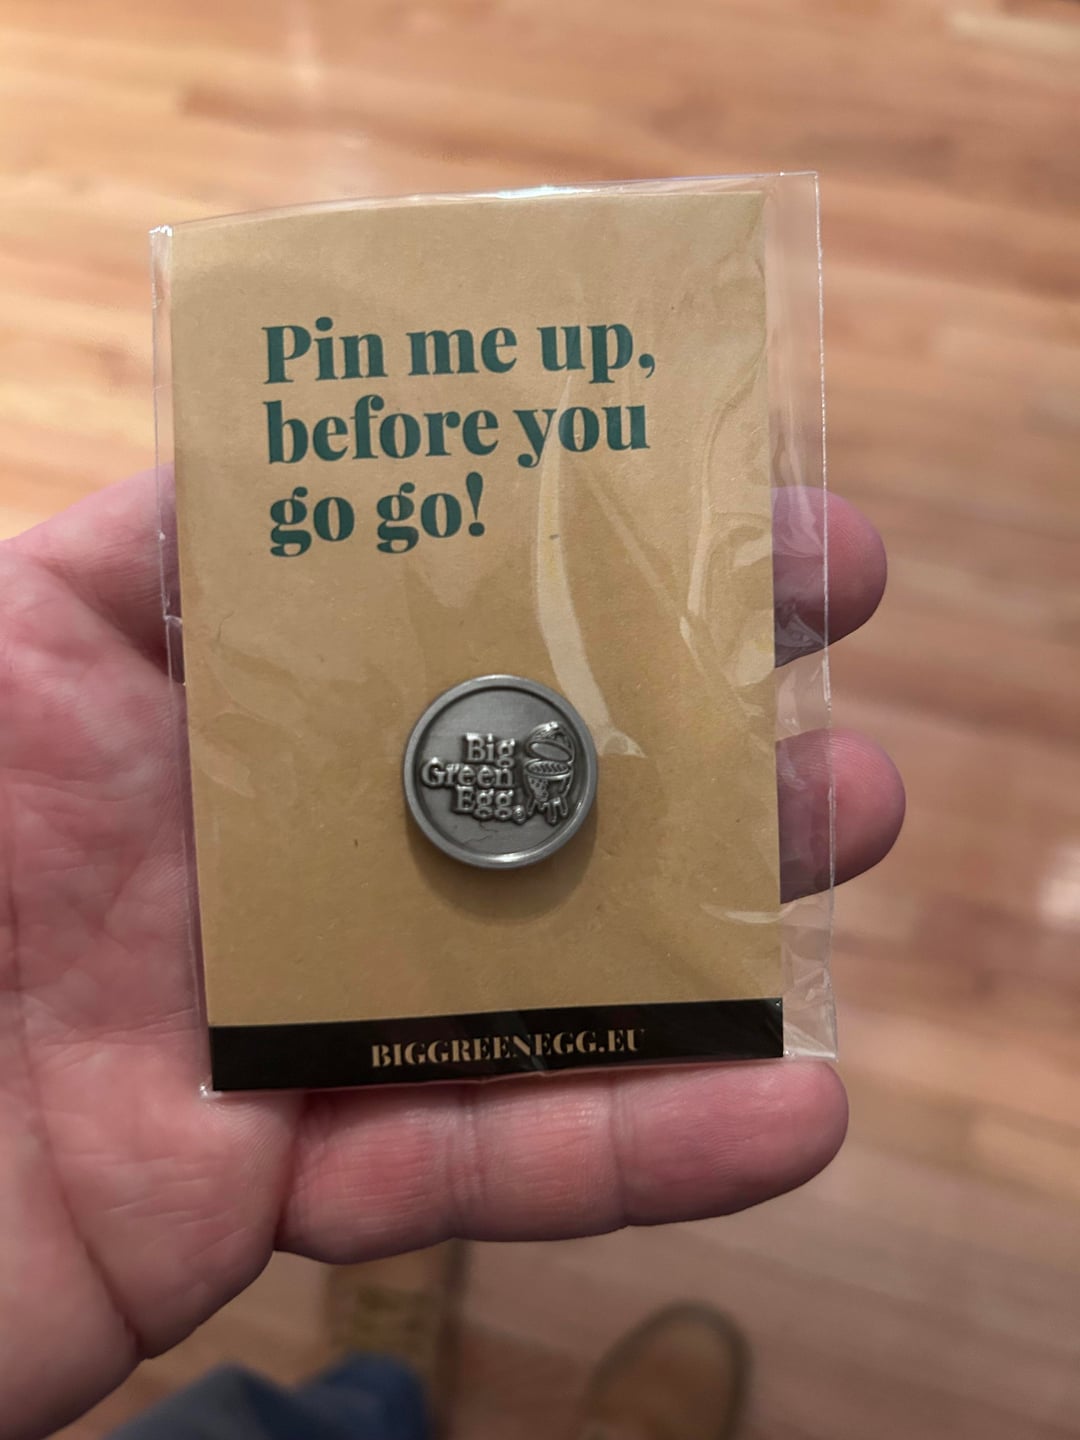 Pin me up,
before you
go go!
Big
Green
Egg®
BIGGREENEGG.EU